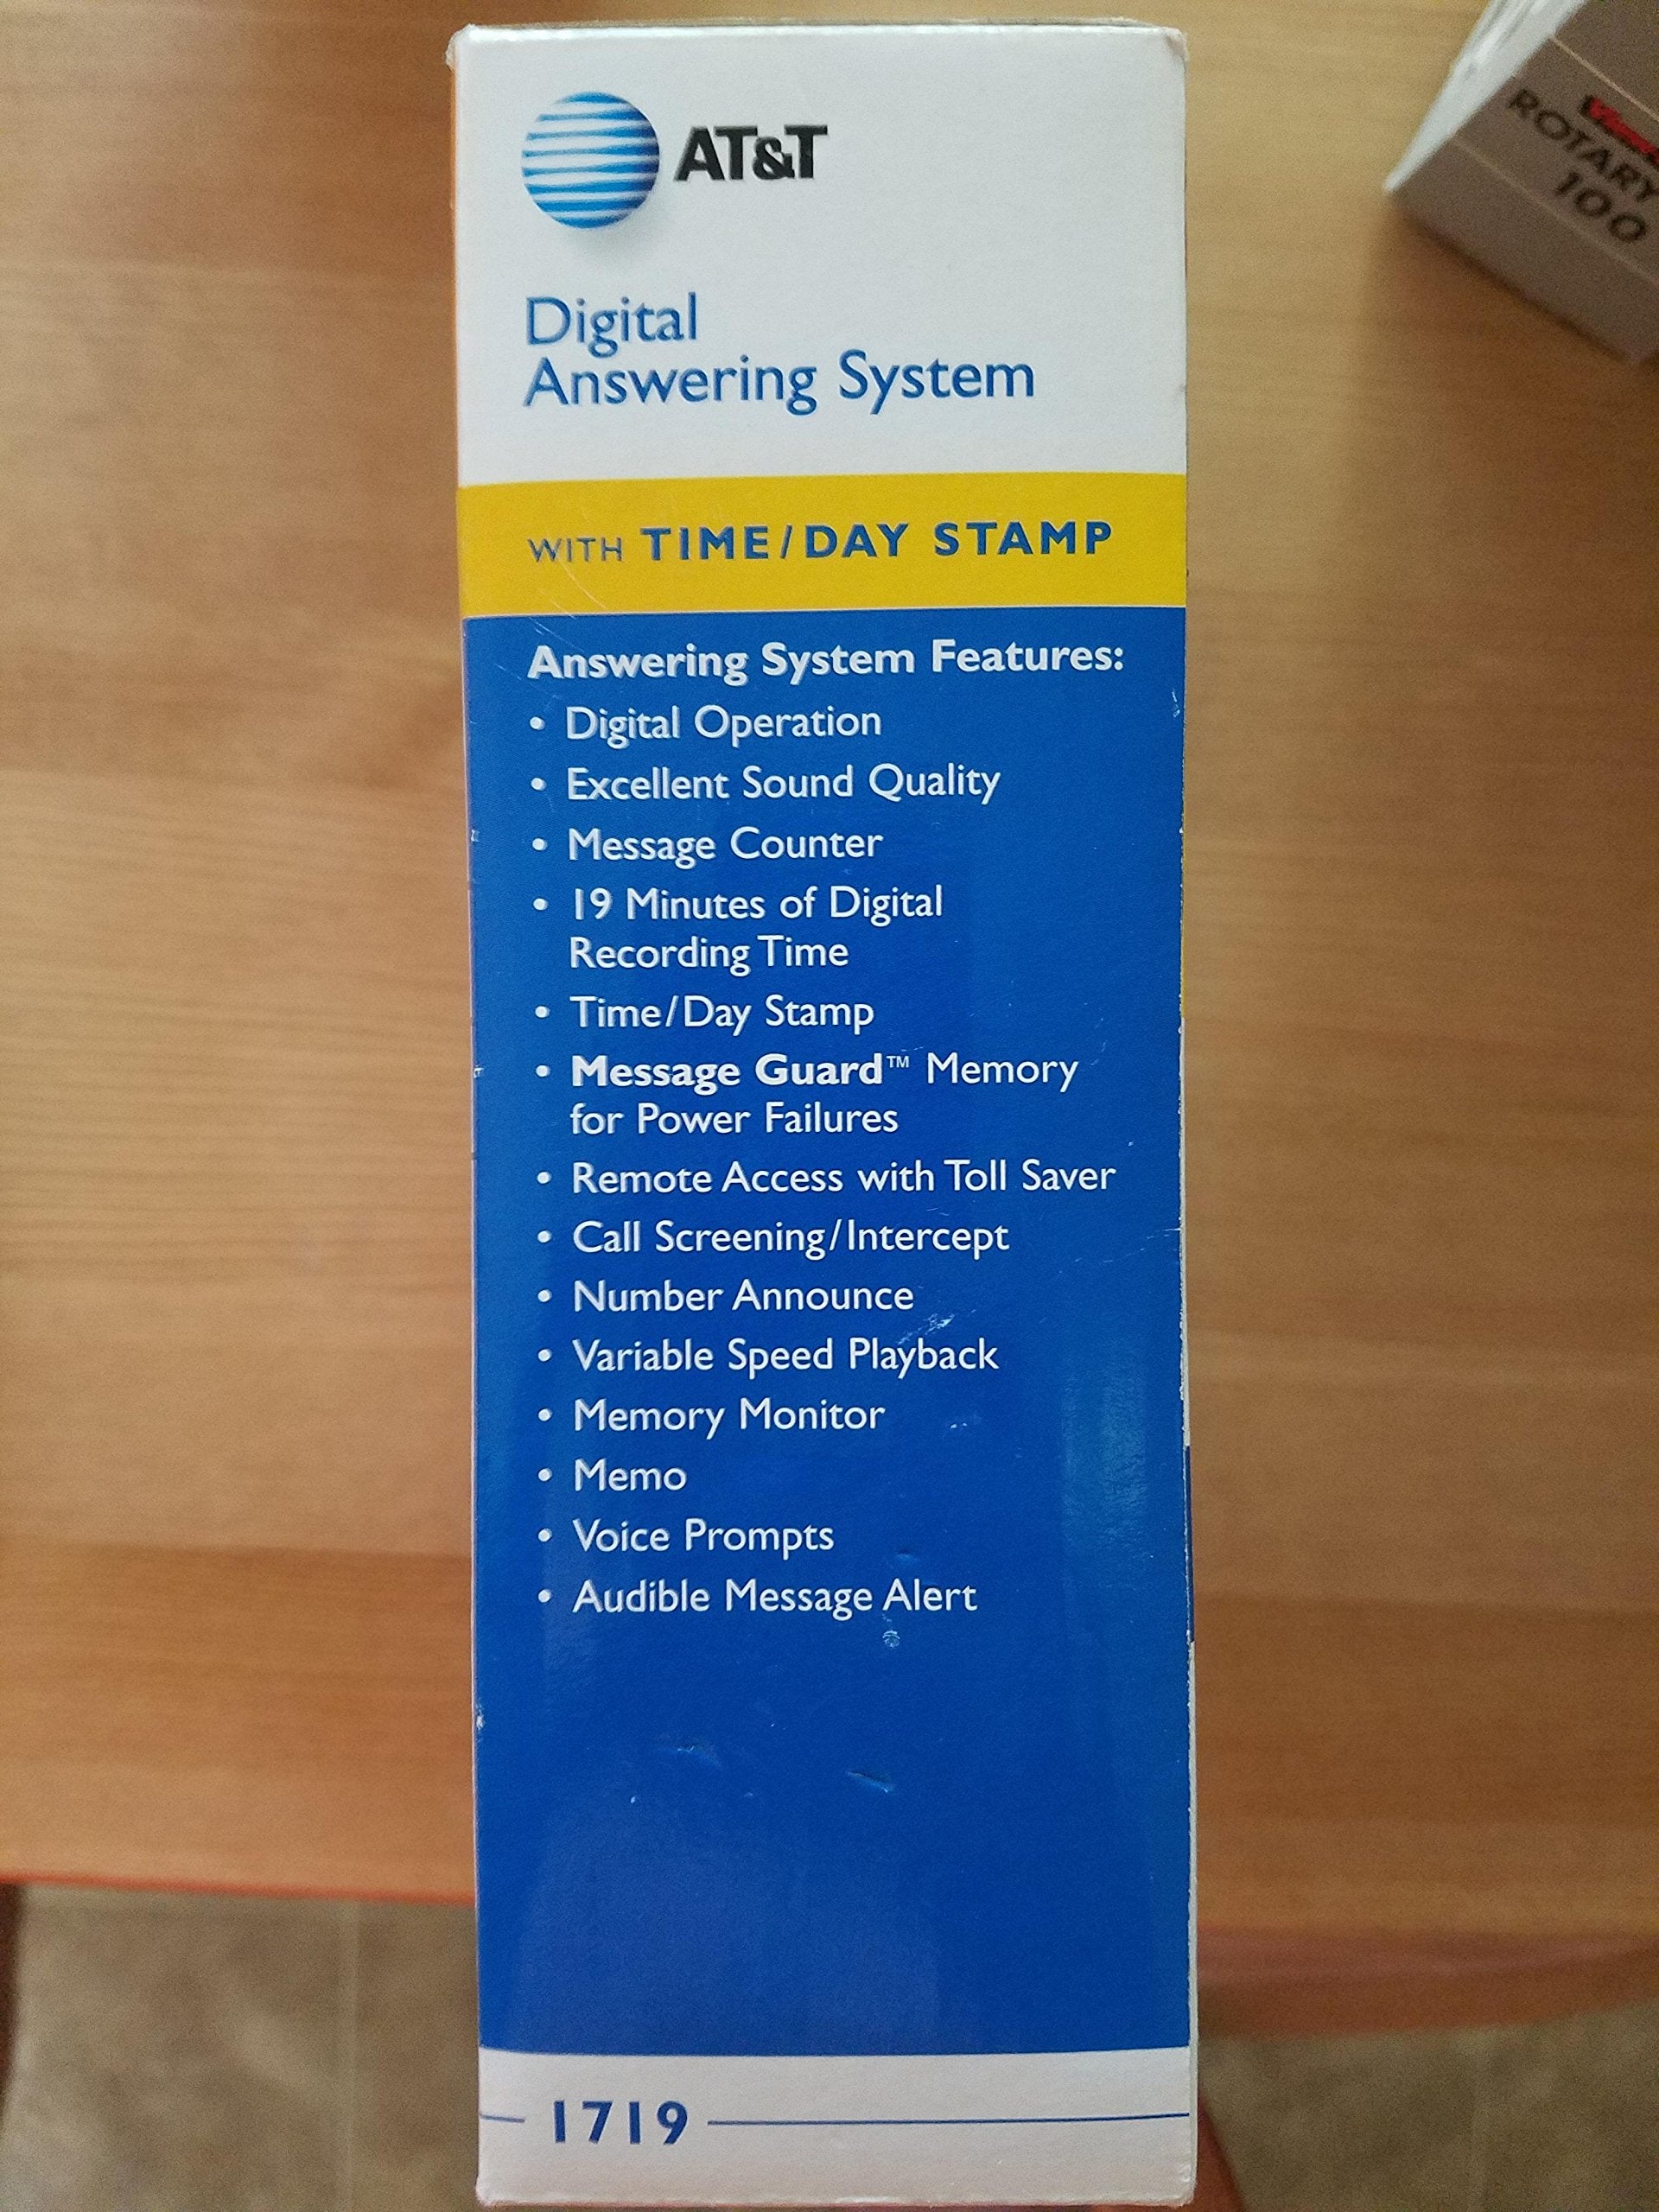 AT&T
Digital
Answering System
WITH TIME/DAY STAMP
Answering System Features:
• Digital Operation
• Excellent Sound Quality
• Message Counter
• 19 Minutes of Digital
Recording Time
• Time/Day Stamp
• Message Guard™ Memory
for Power Failures
• Remote Access with Toll Saver
• Call Screening/Intercept
• Number Announce
• Variable Speed Playback
• Memory Monitor
• Memo
• Voice Prompts
• Audible Message Alert
1719
ROTARY
100